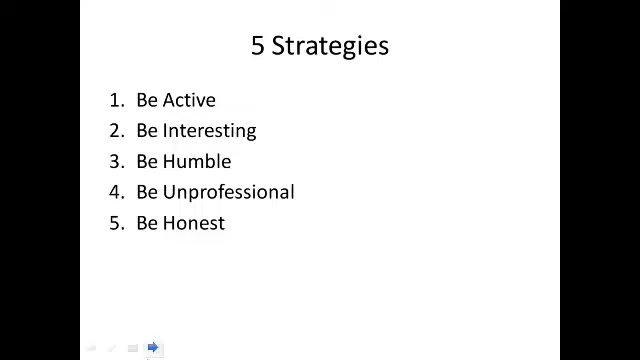 5 Strategies
1. Be Active
2. Be Interesting
3. Be Humble
4. Be Unprofessional
5. Be Honest